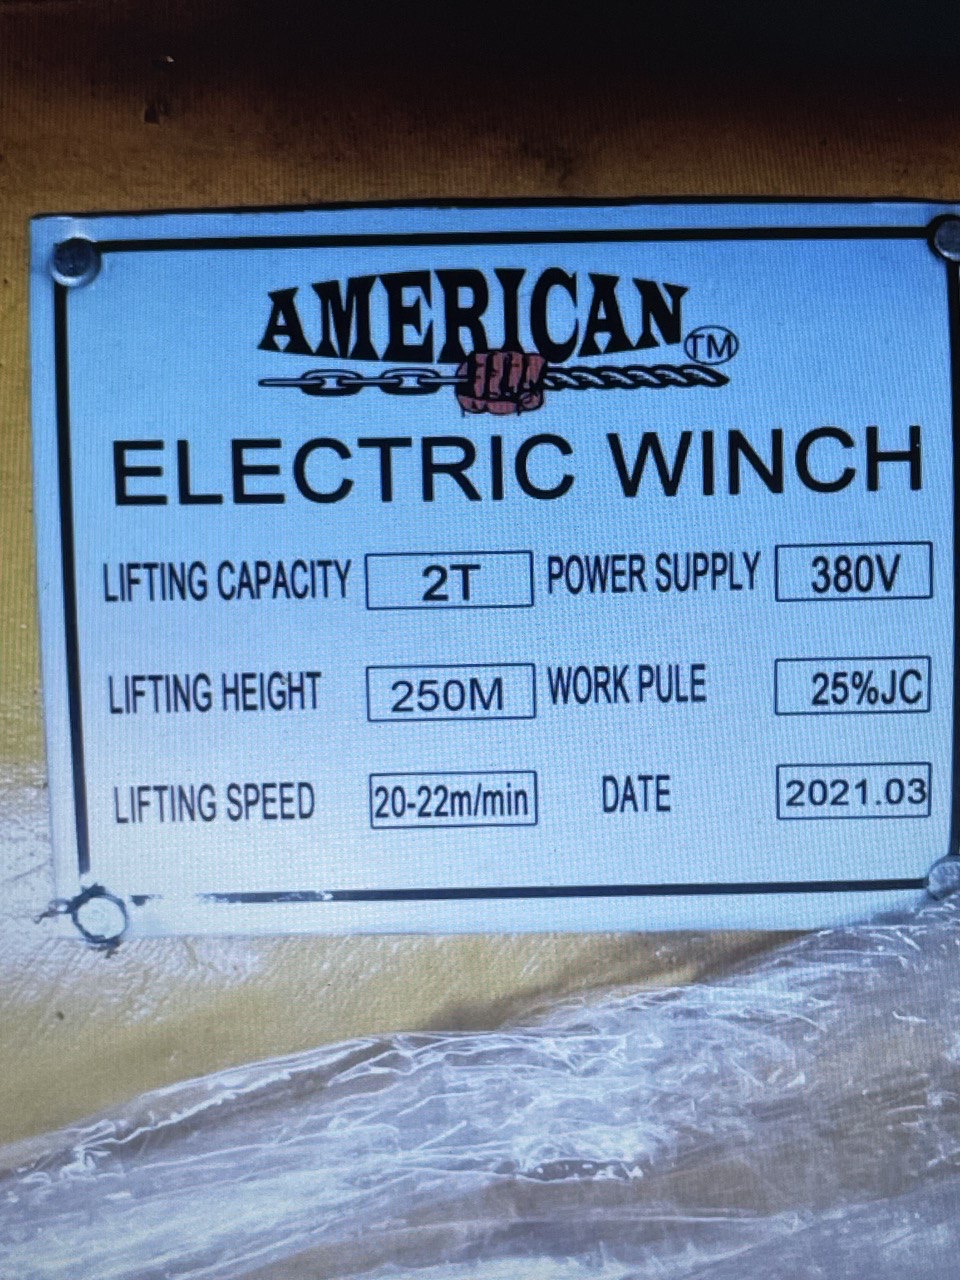 AMERICAN TM
ELECTRIC WINCH
LIFTING CAPACITY 2T POWER SUPPLY 380V
LIFTING HEIGHT 250M WORK PULE 25%JC
LIFTING SPEED 20-22m/min DATE 2021.03